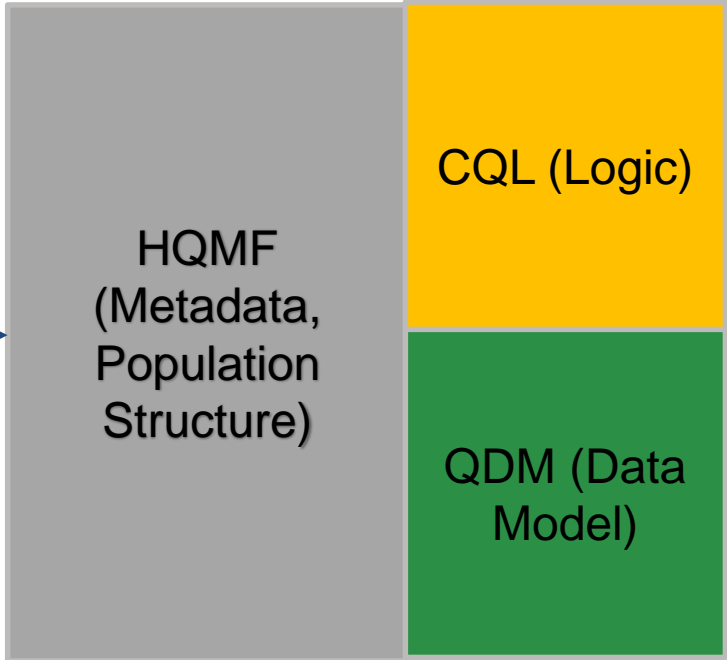 HQMF
(Metadata,
Population
Structure)
CQL (Logic)
QDM (Data
Model)